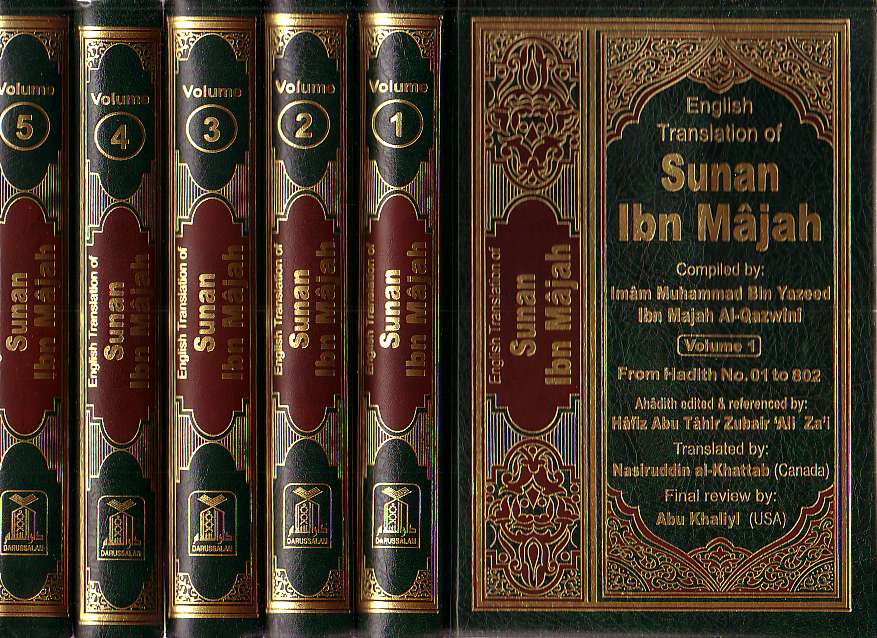 Volume
5
Sunan
Ibn Mâjah
DARUSSALAM
Volume
4
English Translation of
Sunan
Ibn Mâjah
DARUSSALAM
Volume
3
English Translation of
Sunan
Ibn Mâjah
DARUSSALAM
Volume
2
English Translation of
Sunan
Ibn Mâjah
DARUSSALAM
Volume
1
English Translation of
Sunan
Ibn Mâjah
DARUSSALAM
English Translation of
Sunan
Ibn Mâjah
English
Translation of
Sunan
Ibn Mâjah
Compiled by:
Imâm Muhammad Bin Yazeed
Ibn Majah Al-Qazwini
Volume 1
From Hadith No. 01 to 802
Ahâdith edited & referenced by:
Hâfiz Abu Tâhir Zubair 'Ali Za'i
Translated by:
Nasiruddin al-Khattab (Canada)
Final review by:
Abu Khaliyl (USA)